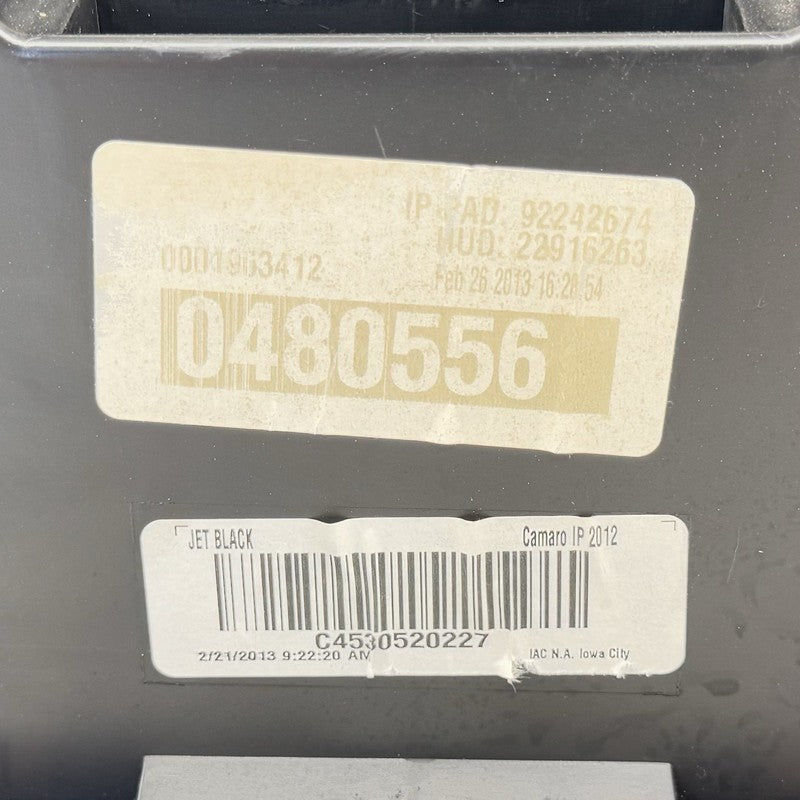 IP PAD: 92242674
HUD: 22916263
0001953412
Feb 26 2013 16:28:54
0480556
JET BLACK
Camaro IP 2012
C4530520227
2/21/2013 9:22:20 AM
IAC N.A. Iowa City